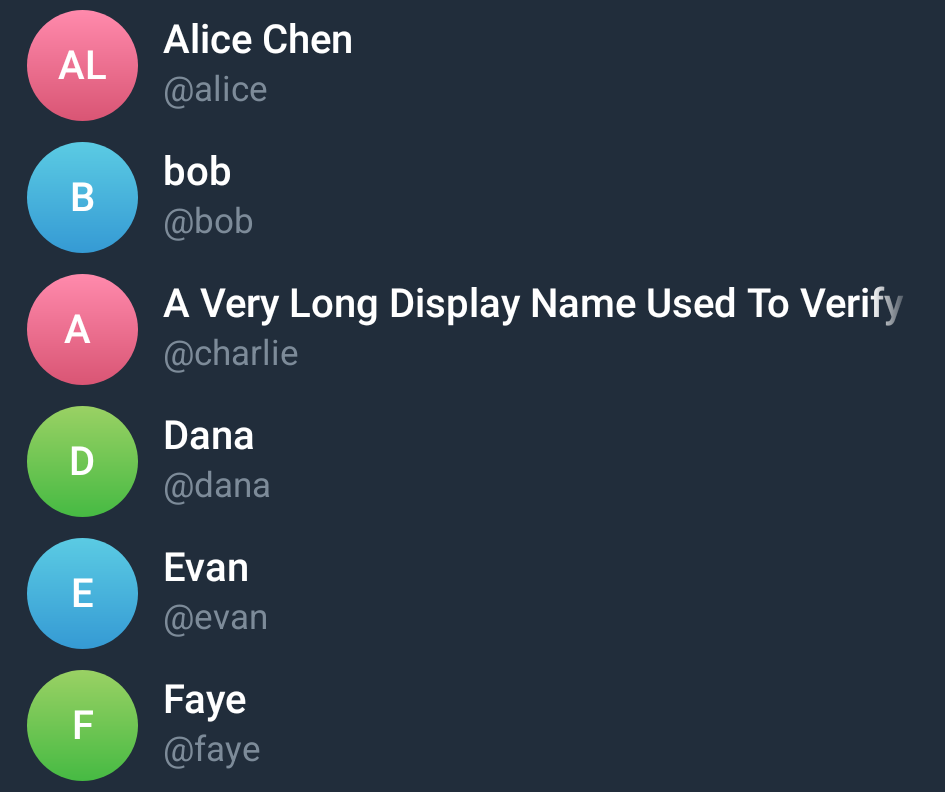 AL
Alice Chen
@alice
B
bob
@bob
A
A Very Long Display Name Used To Verify
@charlie
D
Dana
@dana
E
Evan
@evan
F
Faye
@faye